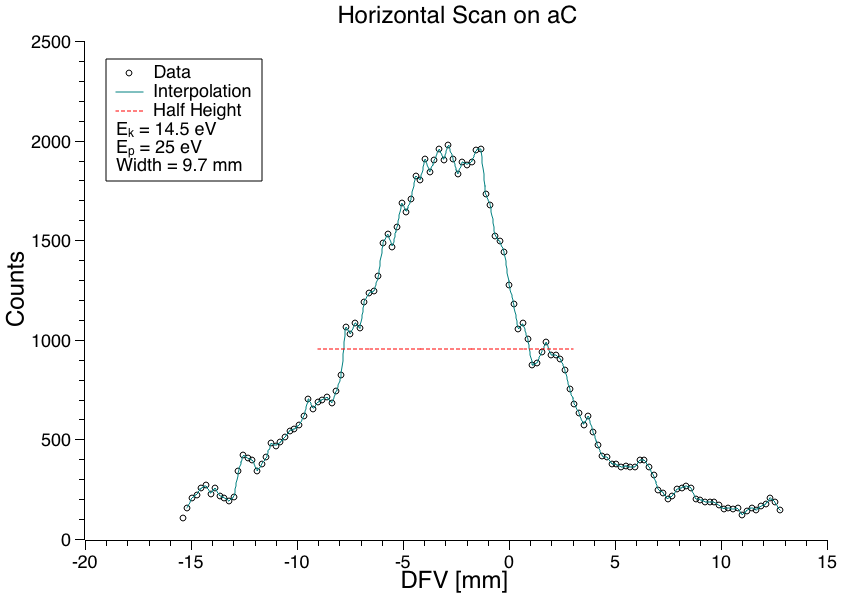 Horizontal Scan on aC
2500
Data
Interpolation
Half Height
Eₖ = 14.5 eV
Eₚ = 25 eV
Width = 9.7 mm
2000
1500
Counts
1000
500
0
-20 -15 -10 -5 0 5 10 15
DFV [mm]